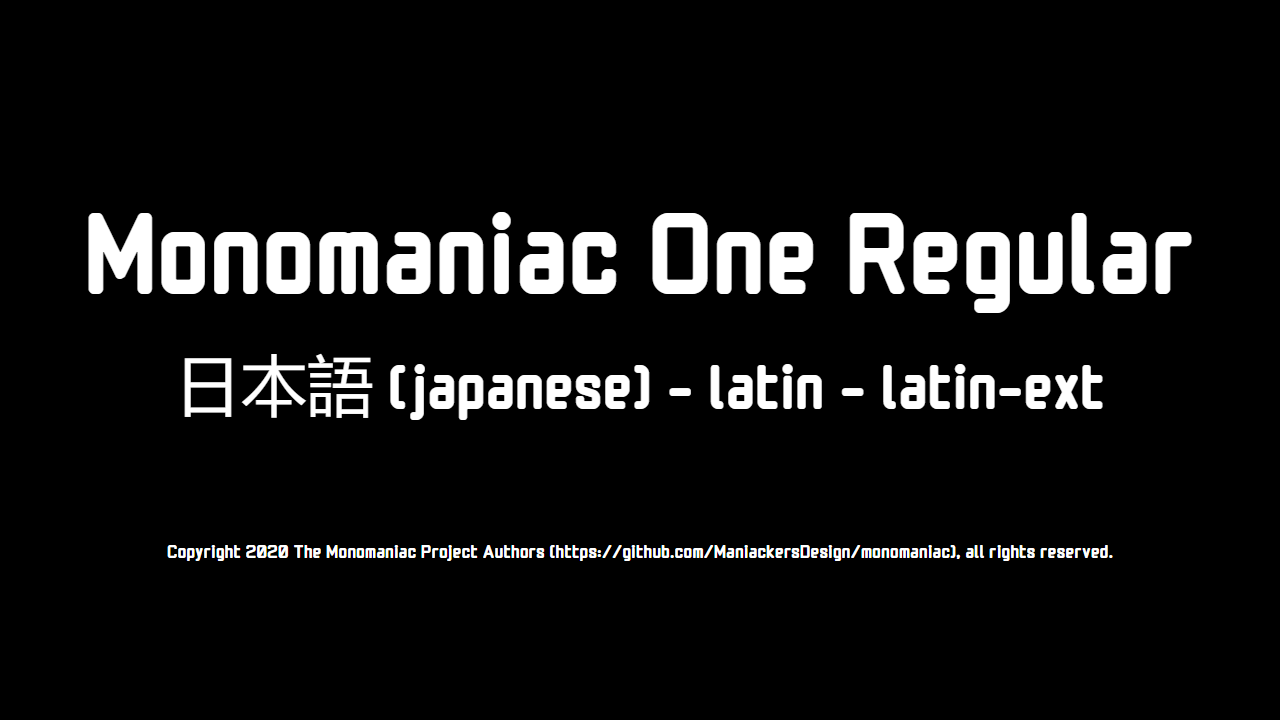 Monomaniac One Regular
日本語 (japanese) - latin - latin-ext
Copyright 2020 The Monomaniac Project Authors (https://github.com/ManiackersDesign/monomaniac), all rights reserved.